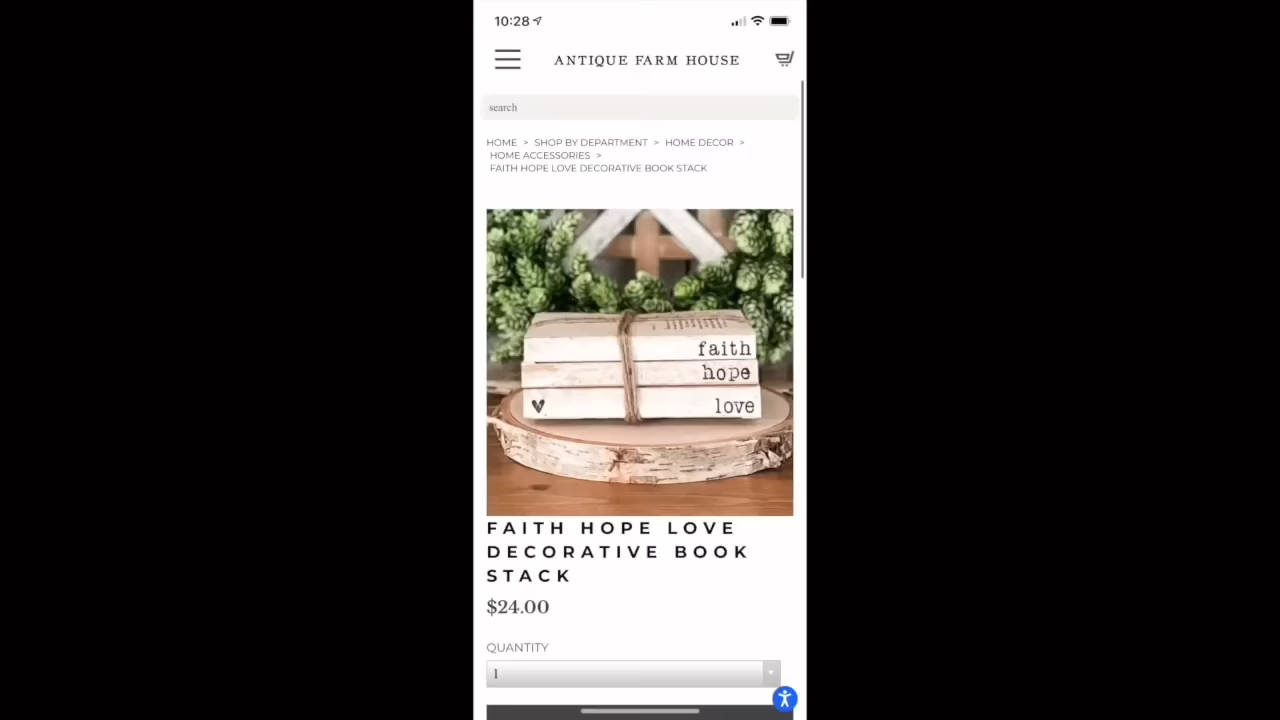 10:28
ANTIQUE FARM HOUSE
search
HOME > SHOP BY DEPARTMENT > HOME DECOR >
HOME ACCESSORIES >
FAITH HOPE LOVE DECORATIVE BOOK STACK
faith
hope
love
FAITH HOPE LOVE
DECORATIVE BOOK
STACK
$24.00
QUANTITY
1